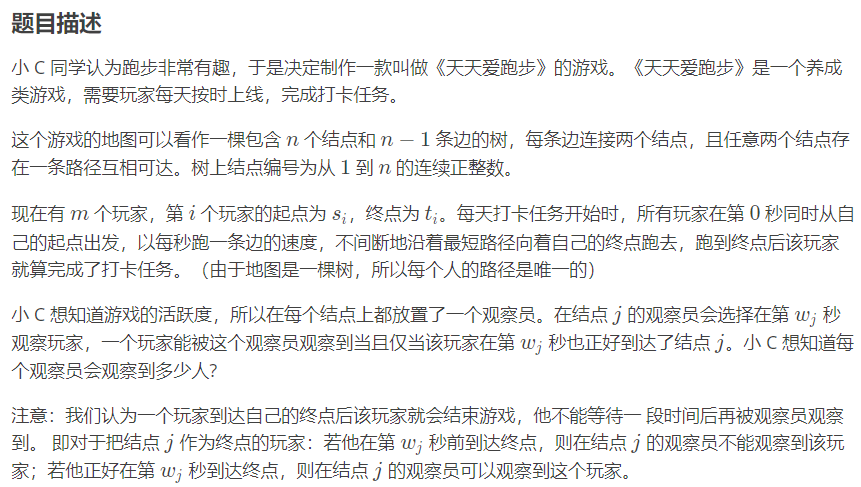 题目描述
小 C 同学认为跑步非常有趣，于是决定制作一款叫做《天天爱跑步》的游戏。《天天爱跑步》是一个养成
类游戏，需要玩家每天按时上线，完成打卡任务。
这个游戏的地图可以看作一棵包含 n 个结点和 n − 1 条边的树，每条边连接两个结点，且任意两个结点存
在一条路径互相可达。树上结点编号为从 1 到 n 的连续正整数。
现在有 m 个玩家，第 i 个玩家的起点为 s_i，终点为 t_i。每天打卡任务开始时，所有玩家在第 0 秒同时从自
己的起点出发，以每秒跑一条边的速度，不间断地沿着最短路径向着自己的终点跑去，跑到终点后该玩家
就算完成了打卡任务。（由于地图是一棵树，所以每个人的路径是唯一的）
小 C 想知道游戏的活跃度，所以在每个结点上都放置了一个观察员。在结点 j 的观察员会选择在第 w_j 秒
观察玩家，一个玩家能被这个观察员观察到当且仅当该玩家在第 w_j 秒也正好到达了结点 j。小 C 想知道每
个观察员会观察到多少人？
注意：我们认为一个玩家到达自己的终点后该玩家就会结束游戏，他不能等待一 段时间后再被观察员观察
到。 即对于把结点 j 作为终点的玩家：若他在第 w_j 秒前到达终点，则在结点 j 的观察员不能观察到该玩
家；若他正好在第 w_j 秒到达终点，则在结点 j 的观察员可以观察到这个玩家。